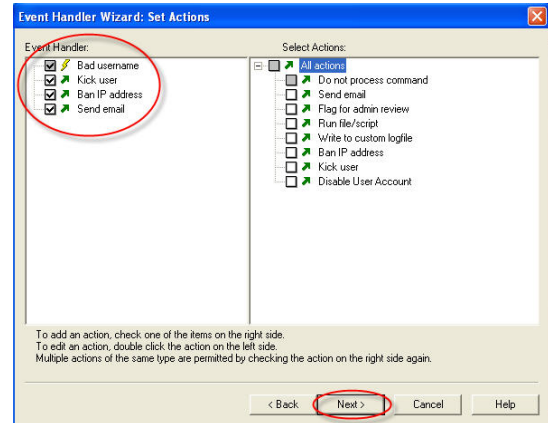 Event Handler Wizard: Set Actions
Event Handler:
Bad username
Kick user
Ban IP address
Send email
Select Actions:
All actions
Do not process command
Send email
Flag for admin review
Run file/script
Write to custom logfile
Ban IP address
Kick user
Disable User Account
To add an action, check one of the items on the right side.
To edit an action, double click the action on the left side.
Multiple actions of the same type are permitted by checking the action on the right side again.
< Back Next > Cancel Help